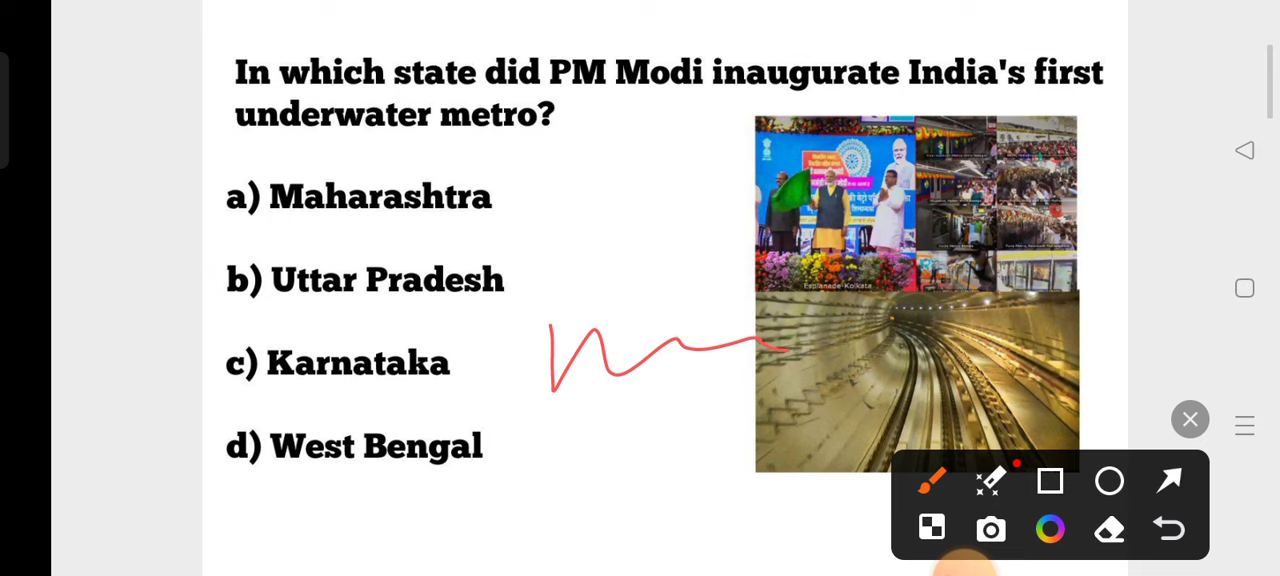 In which state did PM Modi inaugurate India's first
underwater metro?
a) Maharashtra
b) Uttar Pradesh
c) Karnataka
d) West Bengal
Esplanade-Kolkata